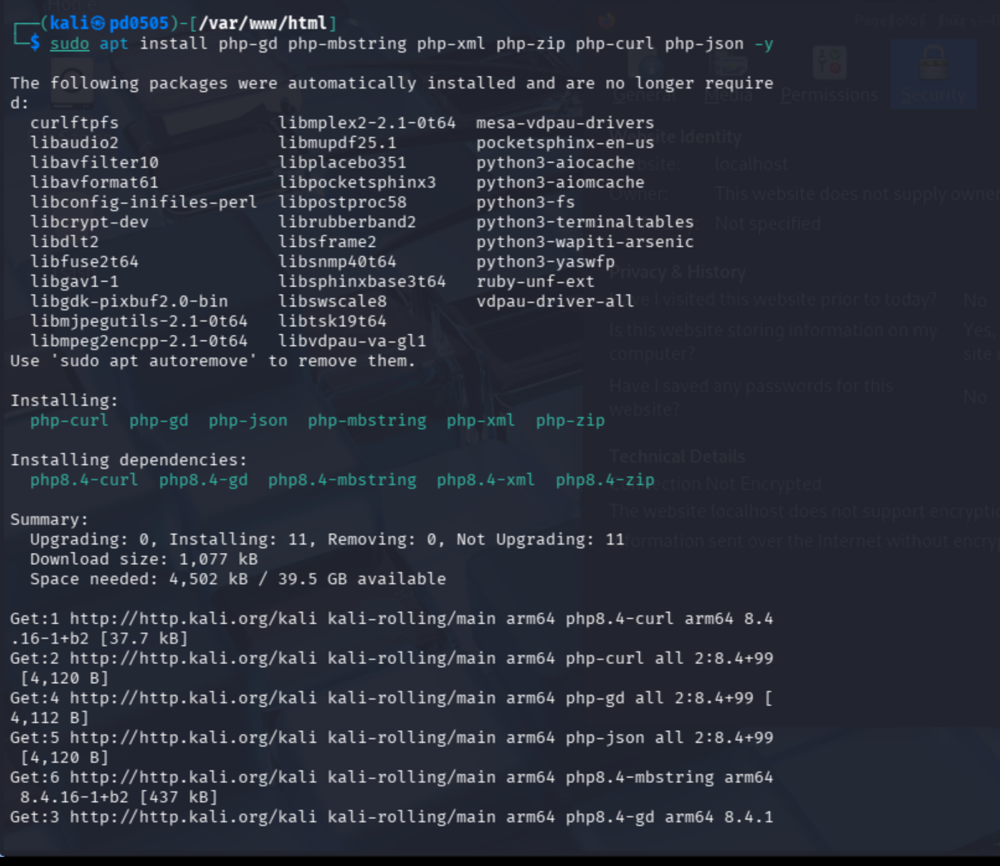 ┌──(kali㉿pd0505)-[/var/www/html]
└─$ sudo apt install php-gd php-mbstring php-xml php-zip php-curl php-json -y
The following packages were automatically installed and are no longer require
d:
curlftpfs libmplex2-2.1-0t64 mesa-vdpau-drivers
libaudio2 libmupdf25.1 pocketsphinx-en-us
libavfilter10 libplacebo351 python3-aiocache
libavformat61 libpocketsphinx3 python3-aiomcache
libconfig-inifiles-perl libpostproc58 python3-fs
libcrypt-dev librubberband2 python3-terminaltables
libdlt2 libsframe2 python3-wapiti-arsenic
libfuse2t64 libsnmp40t64 python3-yaswfp
libgav1-1 libsphinxbase3t64 ruby-unf-ext
libgdk-pixbuf2.0-bin libswscale8 vdpau-driver-all
libmjpegutils-2.1-0t64 libtsk19t64
libmpeg2encpp-2.1-0t64 libvdpau-va-gl1
Use 'sudo apt autoremove' to remove them.
Installing:
php-curl php-gd php-json php-mbstring php-xml php-zip
Installing dependencies:
php8.4-curl php8.4-gd php8.4-mbstring php8.4-xml php8.4-zip
Summary:
Upgrading: 0, Installing: 11, Removing: 0, Not Upgrading: 11
Download size: 1,077 kB
Space needed: 4,502 kB / 39.5 GB available
Get:1 http://http.kali.org/kali kali-rolling/main arm64 php8.4-curl arm64 8.4
.16-1+b2 [37.7 kB]
Get:2 http://http.kali.org/kali kali-rolling/main arm64 php-curl all 2:8.4+99
[4,120 B]
Get:4 http://http.kali.org/kali kali-rolling/main arm64 php-gd all 2:8.4+99 [
4,112 B]
Get:5 http://http.kali.org/kali kali-rolling/main arm64 php-json all 2:8.4+99
[4,120 B]
Get:6 http://http.kali.org/kali kali-rolling/main arm64 php8.4-mbstring arm64
8.4.16-1+b2 [437 kB]
Get:3 http://http.kali.org/kali kali-rolling/main arm64 php8.4-gd arm64 8.4.1
General Media Permissions Security
Website Identity
localhost
Owner: This website does not supply owne
Not specified
Privacy & History
I visited this website prior to today? No
Is this website storing information on my Yes
computer? site
Have I saved any passwords for this No
website?
Technical Details
Connection Not Encrypted
The website localhost does not support encrypti
information sent over the Internet without encry